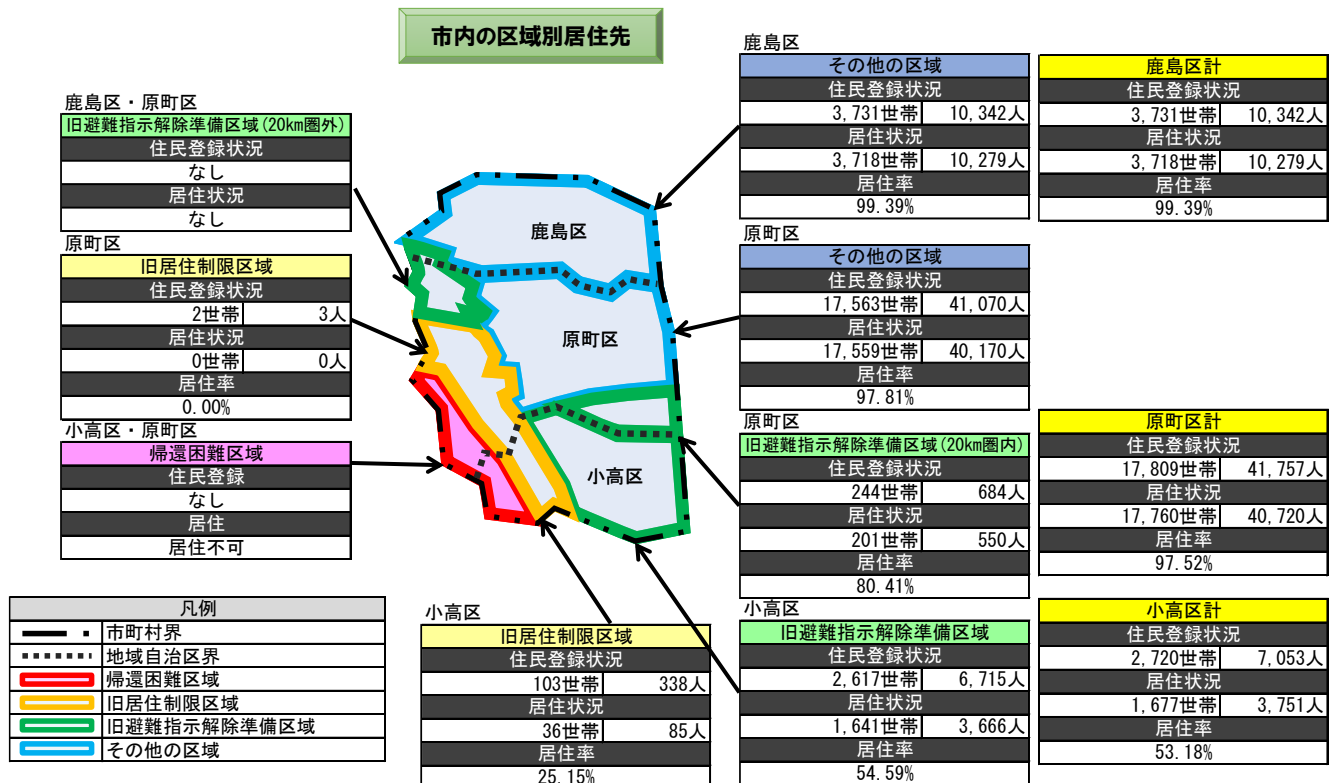 市内の区域別居住先
鹿島区・原町区
旧避難指示解除準備区域(20km圏外)
住民登録状況
なし
居住状況
なし
原町区
旧居住制限区域
住民登録状況
2世帯 3人
居住状況
0世帯 0人
居住率
0.00%
小高区・原町区
帰還困難区域
住民登録
なし
居住
居住不可
鹿島区
原町区
小高区
鹿島区
その他の区域
住民登録状況
3,731世帯 10,342人
居住状況
3,718世帯 10,279人
居住率
99.39%
鹿島区計
住民登録状況
3,731世帯 10,342人
居住状況
3,718世帯 10,279人
居住率
99.39%
原町区
その他の区域
住民登録状況
17,563世帯 41,070人
居住状況
17,559世帯 40,170人
居住率
97.81%
原町区
旧避難指示解除準備区域(20km圏内)
住民登録状況
244世帯 684人
居住状況
201世帯 550人
居住率
80.41%
原町区計
住民登録状況
17,809世帯 41,757人
居住状況
17,760世帯 40,720人
居住率
97.52%
凡例
市町村界
地域自治区界
帰還困難区域
旧居住制限区域
旧避難指示解除準備区域
その他の区域
小高区
旧居住制限区域
住民登録状況
103世帯 338人
居住状況
36世帯 85人
居住率
25.15%
小高区
旧避難指示解除準備区域
住民登録状況
2,617世帯 6,715人
居住状況
1,641世帯 3,666人
居住率
54.59%
小高区計
住民登録状況
2,720世帯 7,053人
居住状況
1,677世帯 3,751人
居住率
53.18%